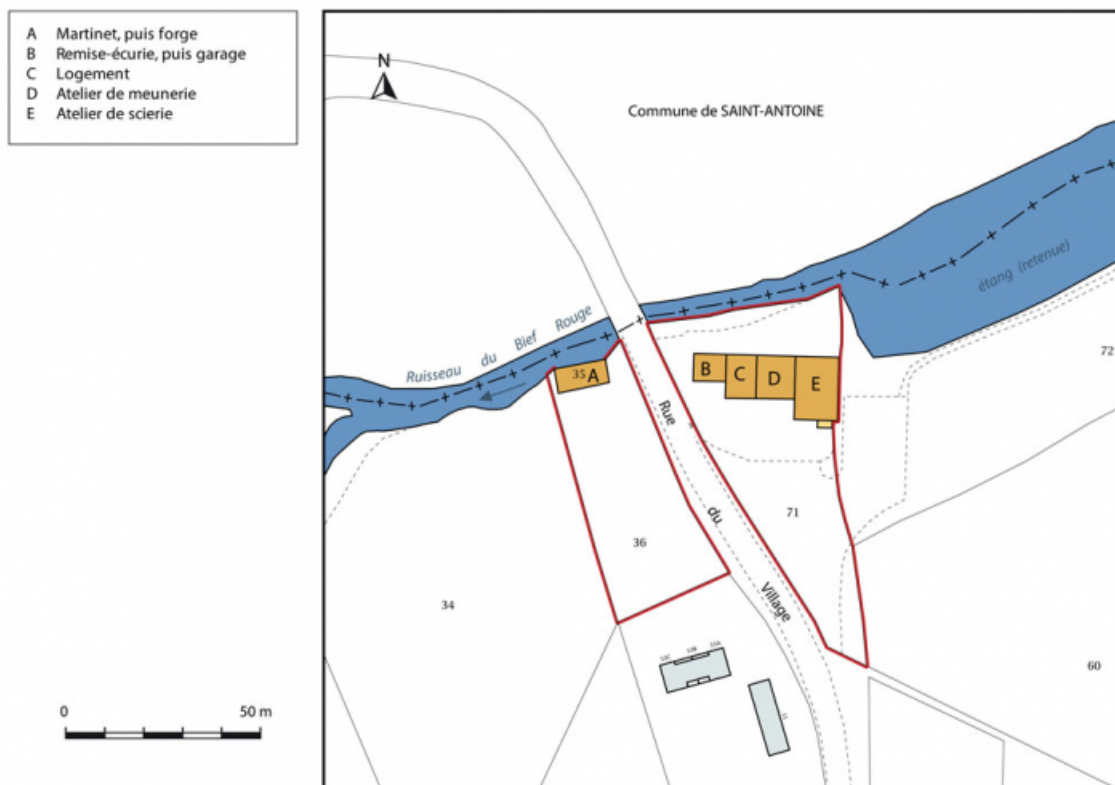 A Martinet, puis forge
B Remise-écurie, puis garage
C Logement
D Atelier de meunerie
E Atelier de scierie
N
Commune de SAINT-ANTOINE
étang (retenue)
Ruisseau du Bief Rouge
72
35 A
B
C
D
E
Rue du Village
71
36
34
60
0 50 m